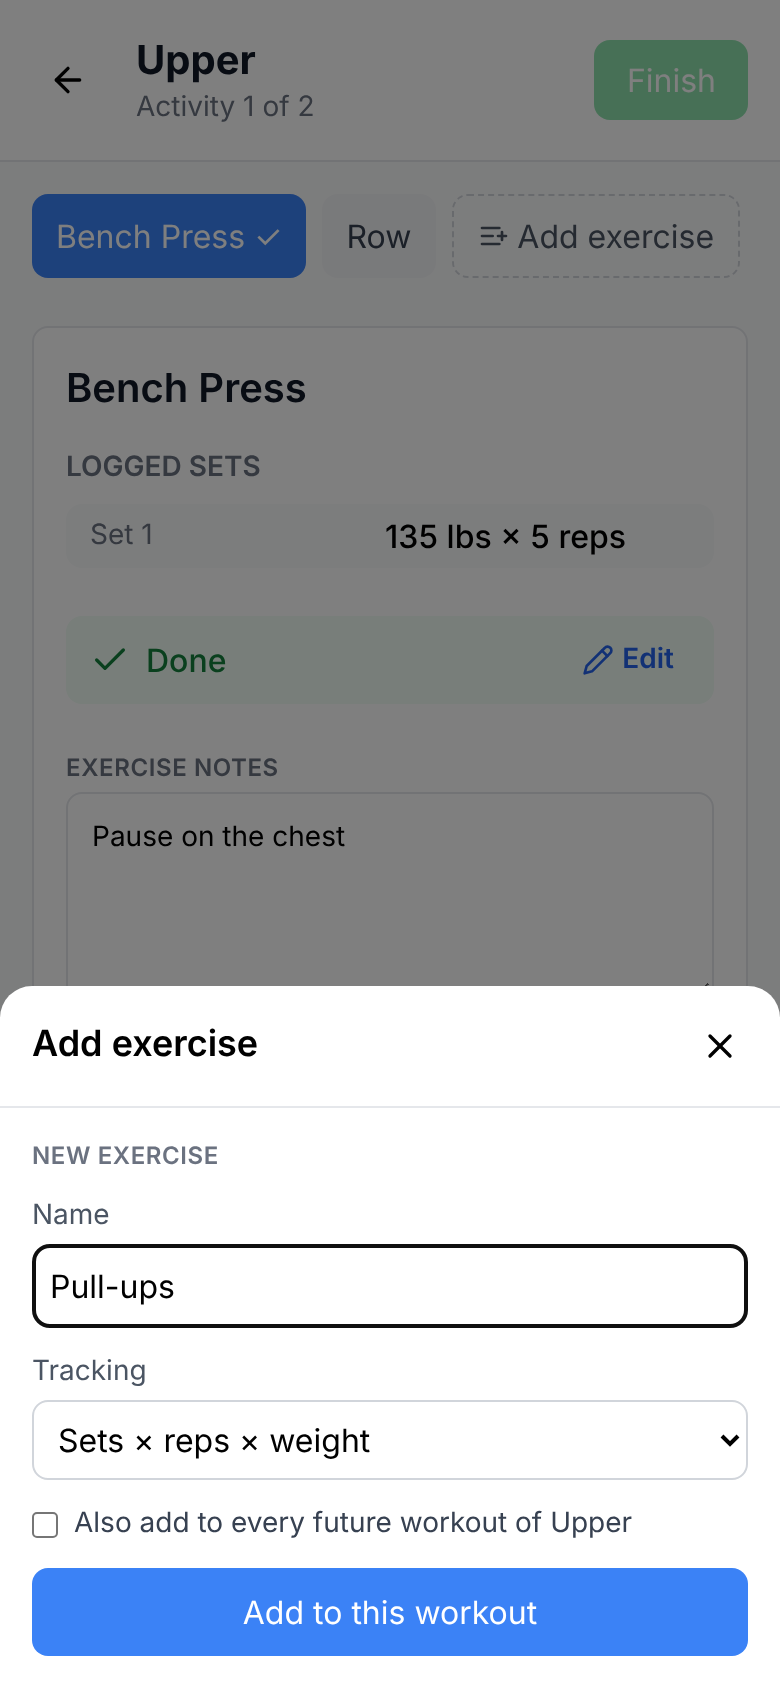 Upper
Activity 1 of 2
Finish
Bench Press ✓
Row
Add exercise
Bench Press
LOGGED SETS
Set 1
135 lbs × 5 reps
Done
Edit
EXERCISE NOTES
Pause on the chest
Add exercise
NEW EXERCISE
Name
Pull-ups
Tracking
Sets × reps × weight
Also add to every future workout of Upper
Add to this workout